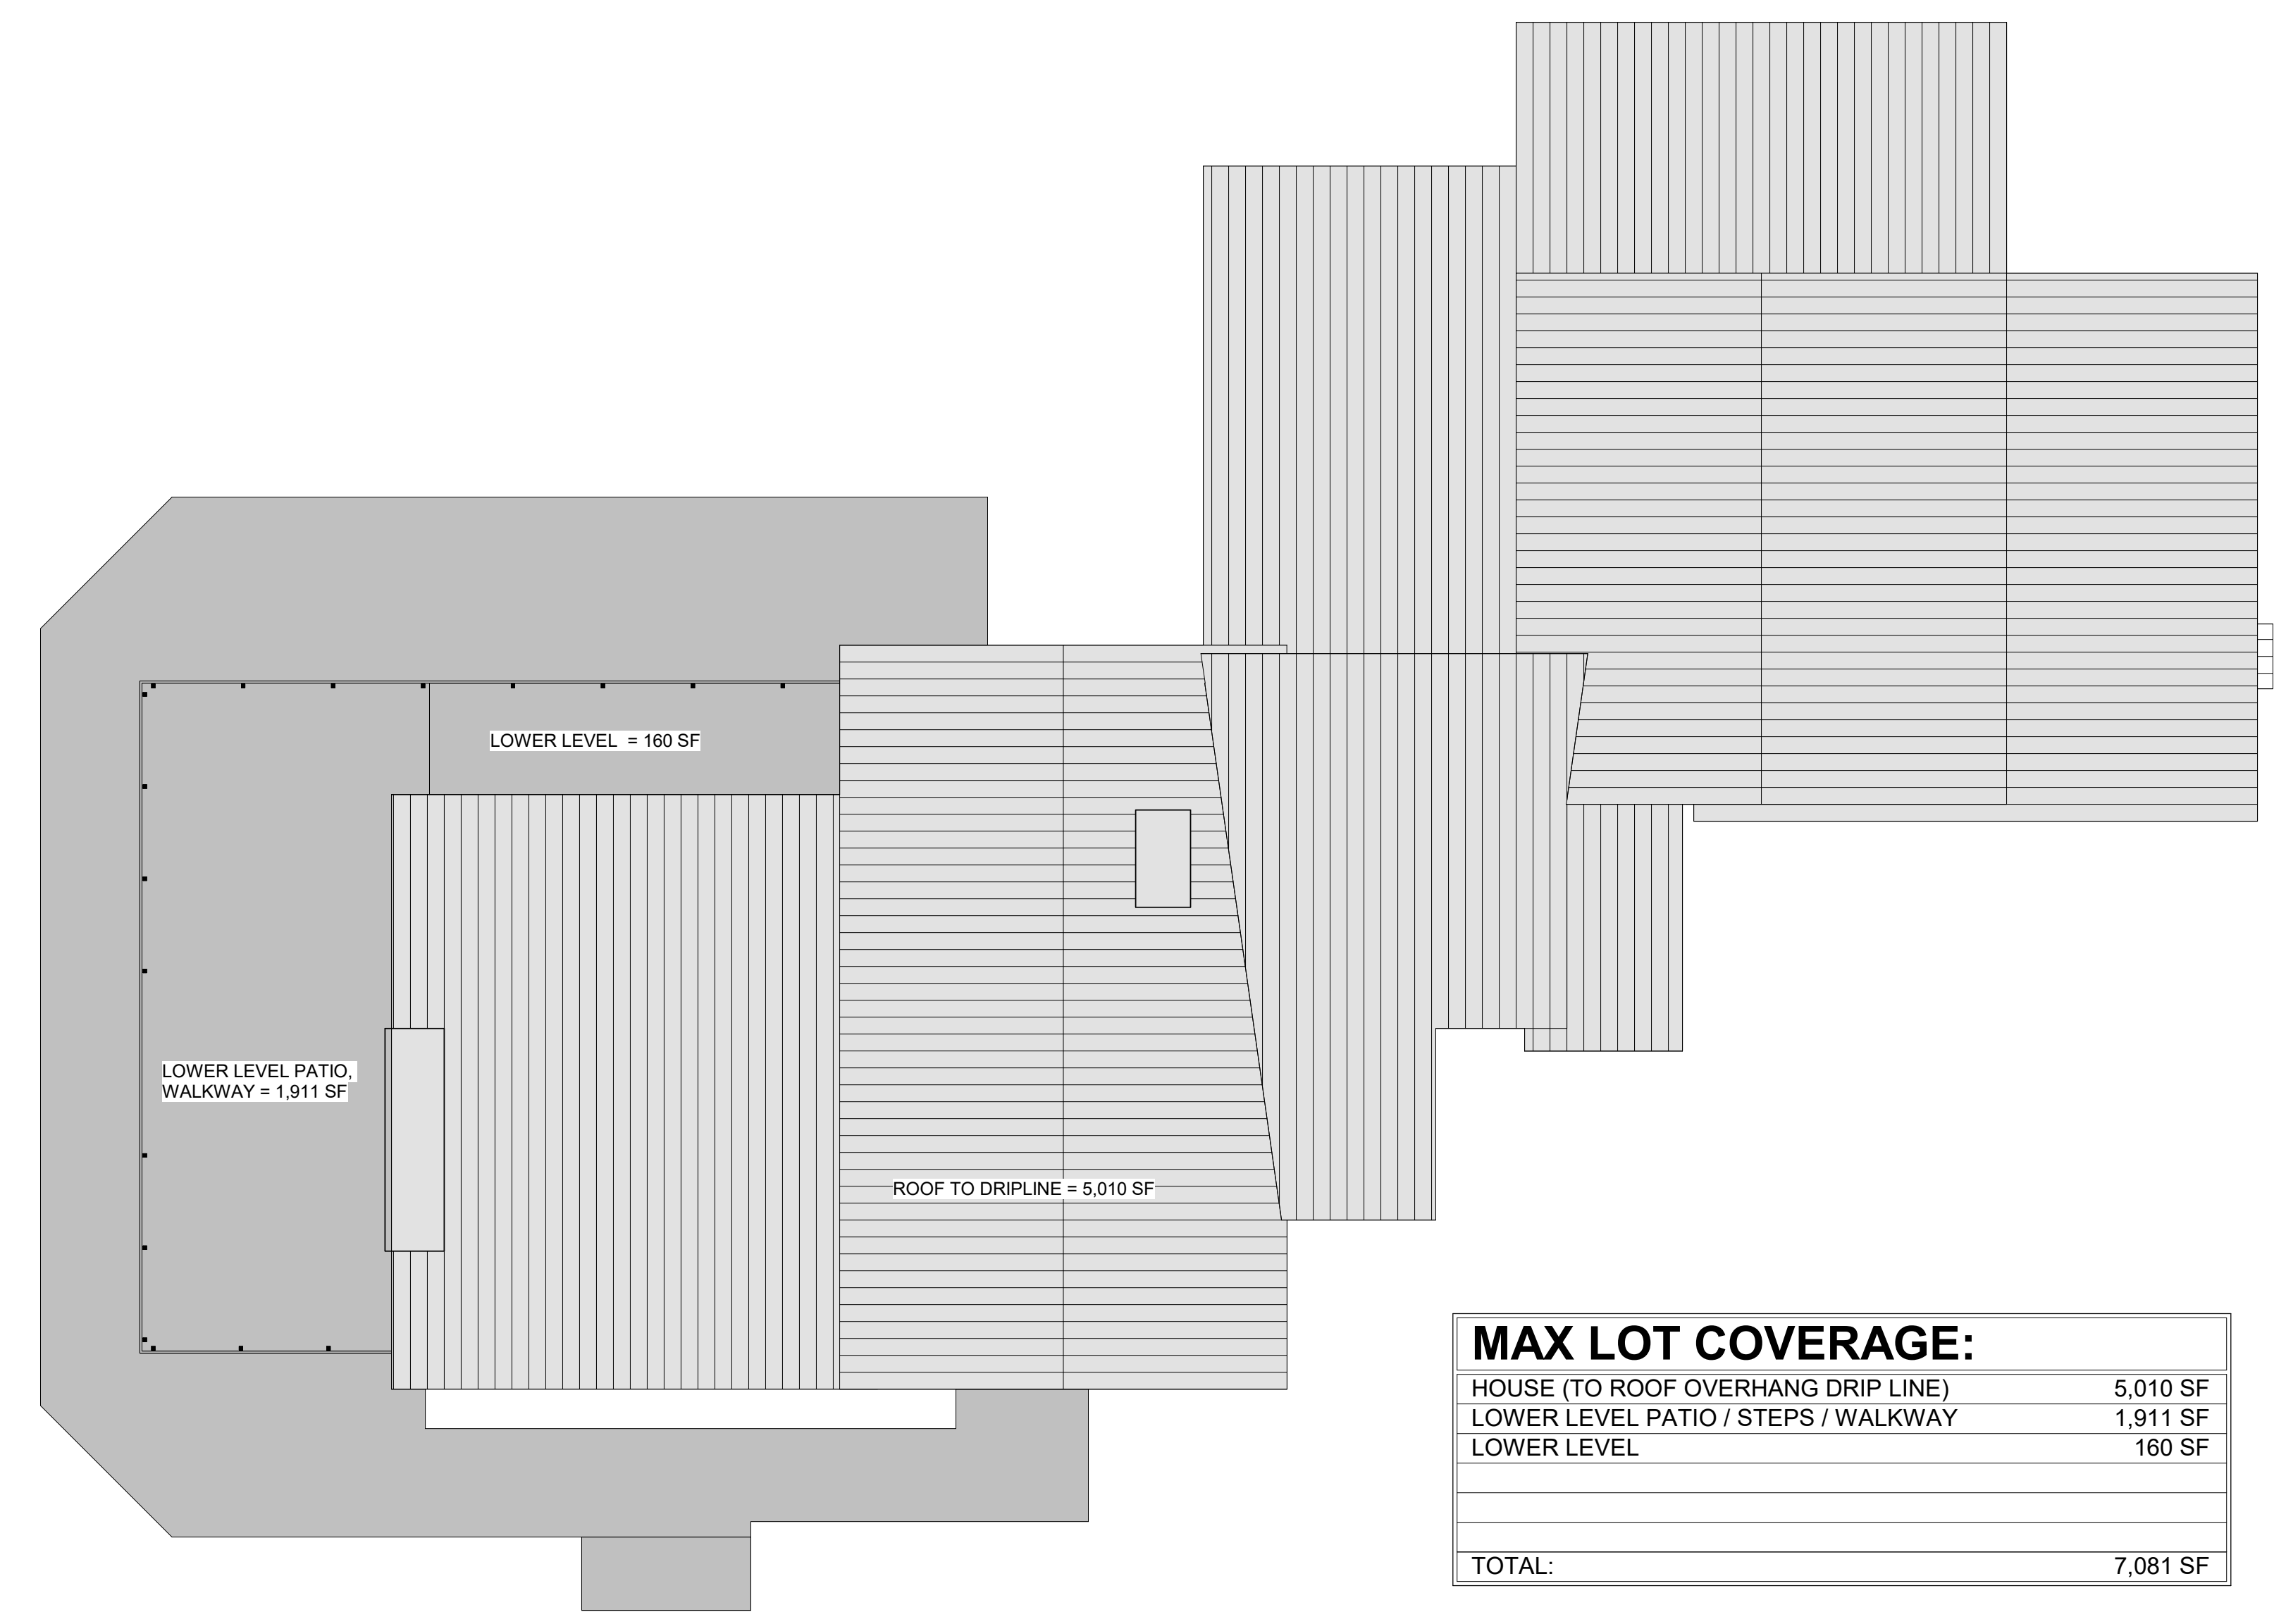 LOWER LEVEL  = 160 SF
LOWER LEVEL PATIO,
WALKWAY = 1,911 SF
ROOF TO DRIPLINE = 5,010 SF
MAX LOT COVERAGE:
HOUSE (TO ROOF OVERHANG DRIP LINE) 5,010 SF
LOWER LEVEL PATIO / STEPS / WALKWAY 1,911 SF
LOWER LEVEL 160 SF
TOTAL: 7,081 SF